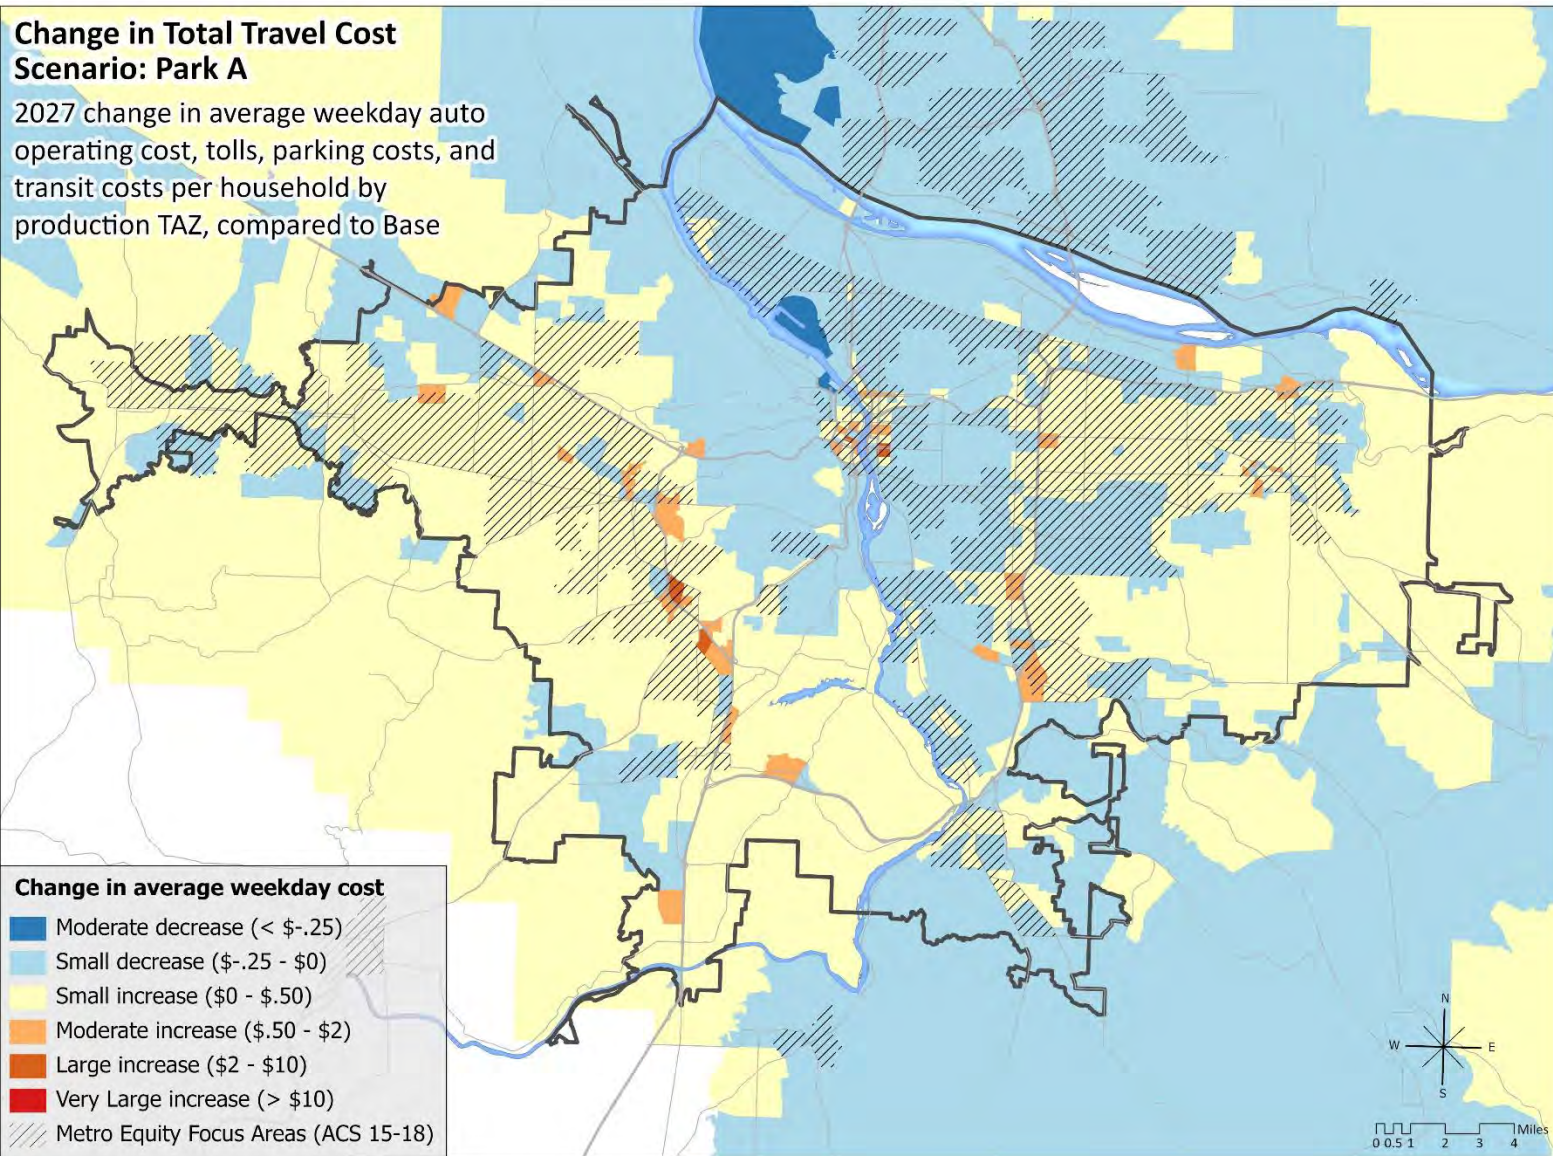 Change in Total Travel Cost
Scenario: Park A
2027 change in average weekday auto
operating cost, tolls, parking costs, and
transit costs per household by
production TAZ, compared to Base
Change in average weekday cost
Moderate decrease (< $-.25)
Small decrease ($-.25 - $0)
Small increase ($0 - $.50)
Moderate increase ($.50 - $2)
Large increase ($2 - $10)
Very Large increase (> $10)
Metro Equity Focus Areas (ACS 15-18)
N
W E
S
Miles
0 0.5 1 2 3 4